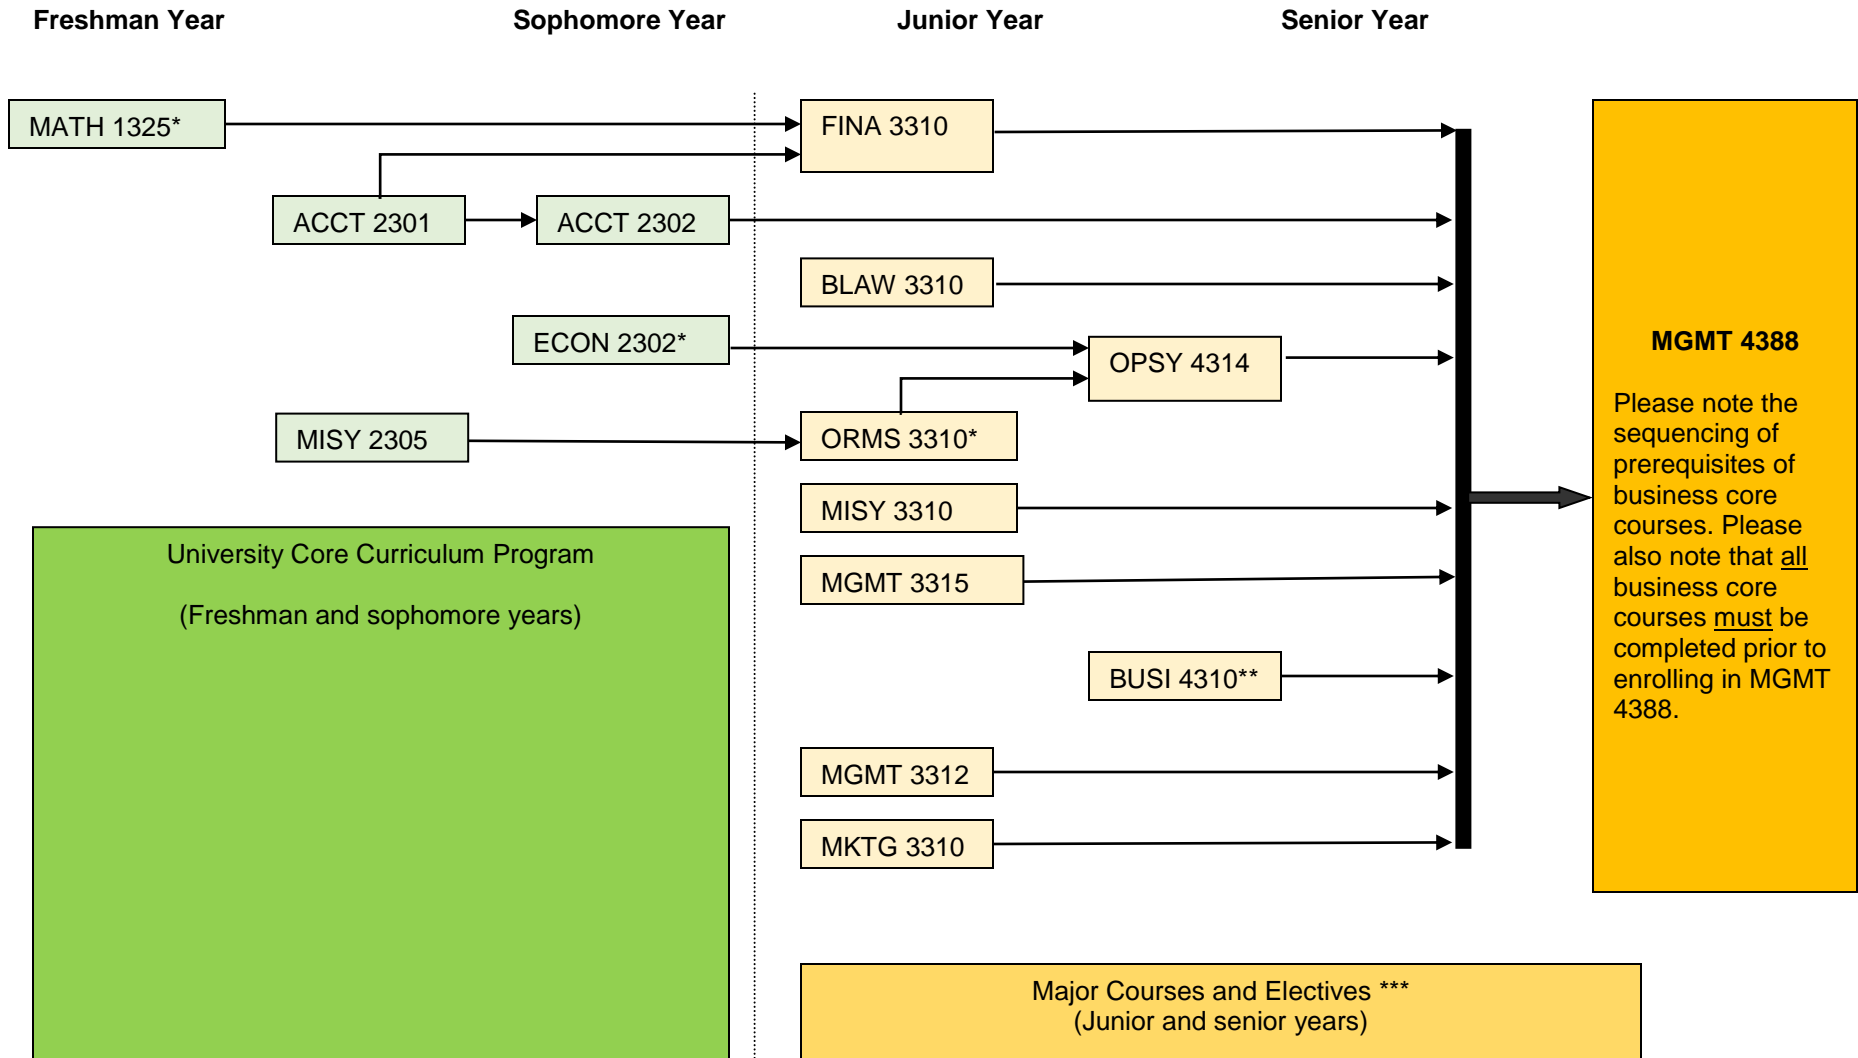 Freshman Year
Sophomore Year
Junior Year
Senior Year
MATH 1325*
FINA 3310
ACCT 2301
ACCT 2302
BLAW 3310
ECON 2302*
OPSY 4314
MISY 2305
ORMS 3310*
MISY 3310
MGMT 3315
BUSI 4310**
MGMT 3312
MKTG 3310
MGMT 4388
Please note the
sequencing of
prerequisites of
business core
courses. Please
also note that all
business core
courses must be
completed prior to
enrolling in MGMT
4388.
University Core Curriculum Program
(Freshman and sophomore years)
Major Courses and Electives ***
(Junior and senior years)